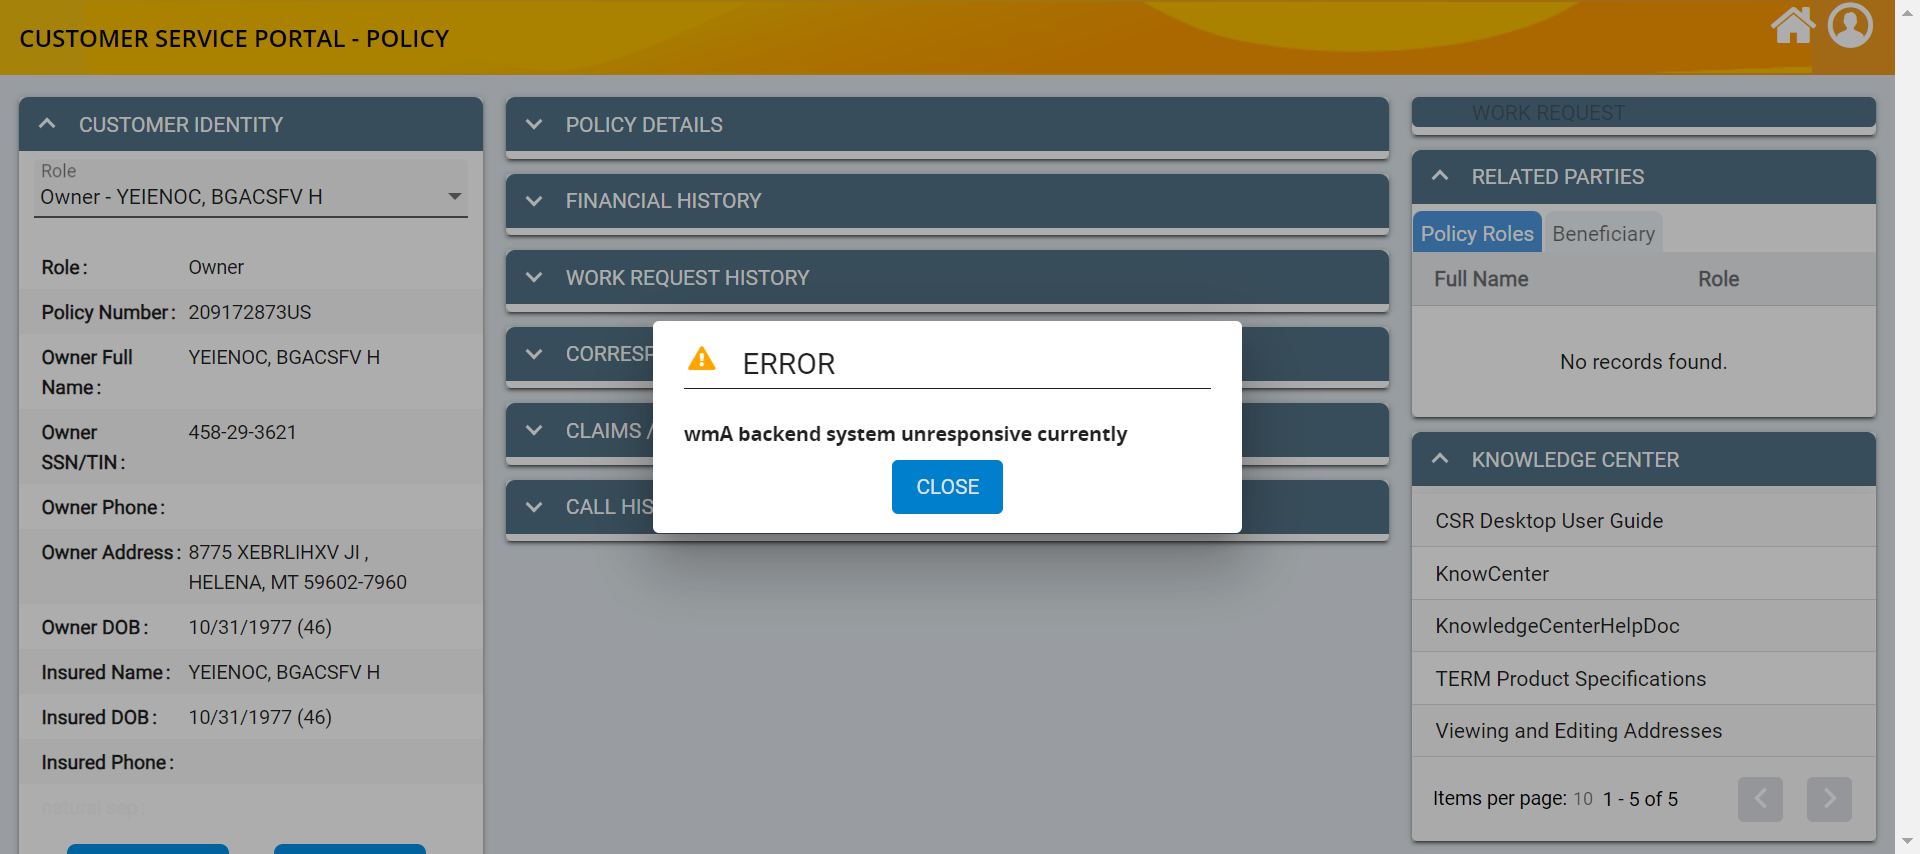 CUSTOMER SERVICE PORTAL - POLICY
CUSTOMER IDENTITY
Role
Owner - YEIENOC, BGACSFV H
Role: Owner
Policy Number: 209172873US
Owner Full YEIENOC, BGACSFV H
Name:
Owner 458-29-3621
SSN/TIN:
Owner Phone:
Owner Address: 8775 XEBRLIHXV JI ,
HELENA, MT 59602-7960
Owner DOB: 10/31/1977 (46)
Insured Name: YEIENOC, BGACSFV H
Insured DOB: 10/31/1977 (46)
Insured Phone:
natural sep:
POLICY DETAILS
FINANCIAL HISTORY
WORK REQUEST HISTORY
CORRESP
CLAIMS /
CALL HIS
ERROR
wmA backend system unresponsive currently
CLOSE
WORK REQUEST
RELATED PARTIES
Policy Roles Beneficiary
Full Name Role
No records found.
KNOWLEDGE CENTER
CSR Desktop User Guide
KnowCenter
KnowledgeCenterHelpDoc
TERM Product Specifications
Viewing and Editing Addresses
Items per page: 10 1 - 5 of 5